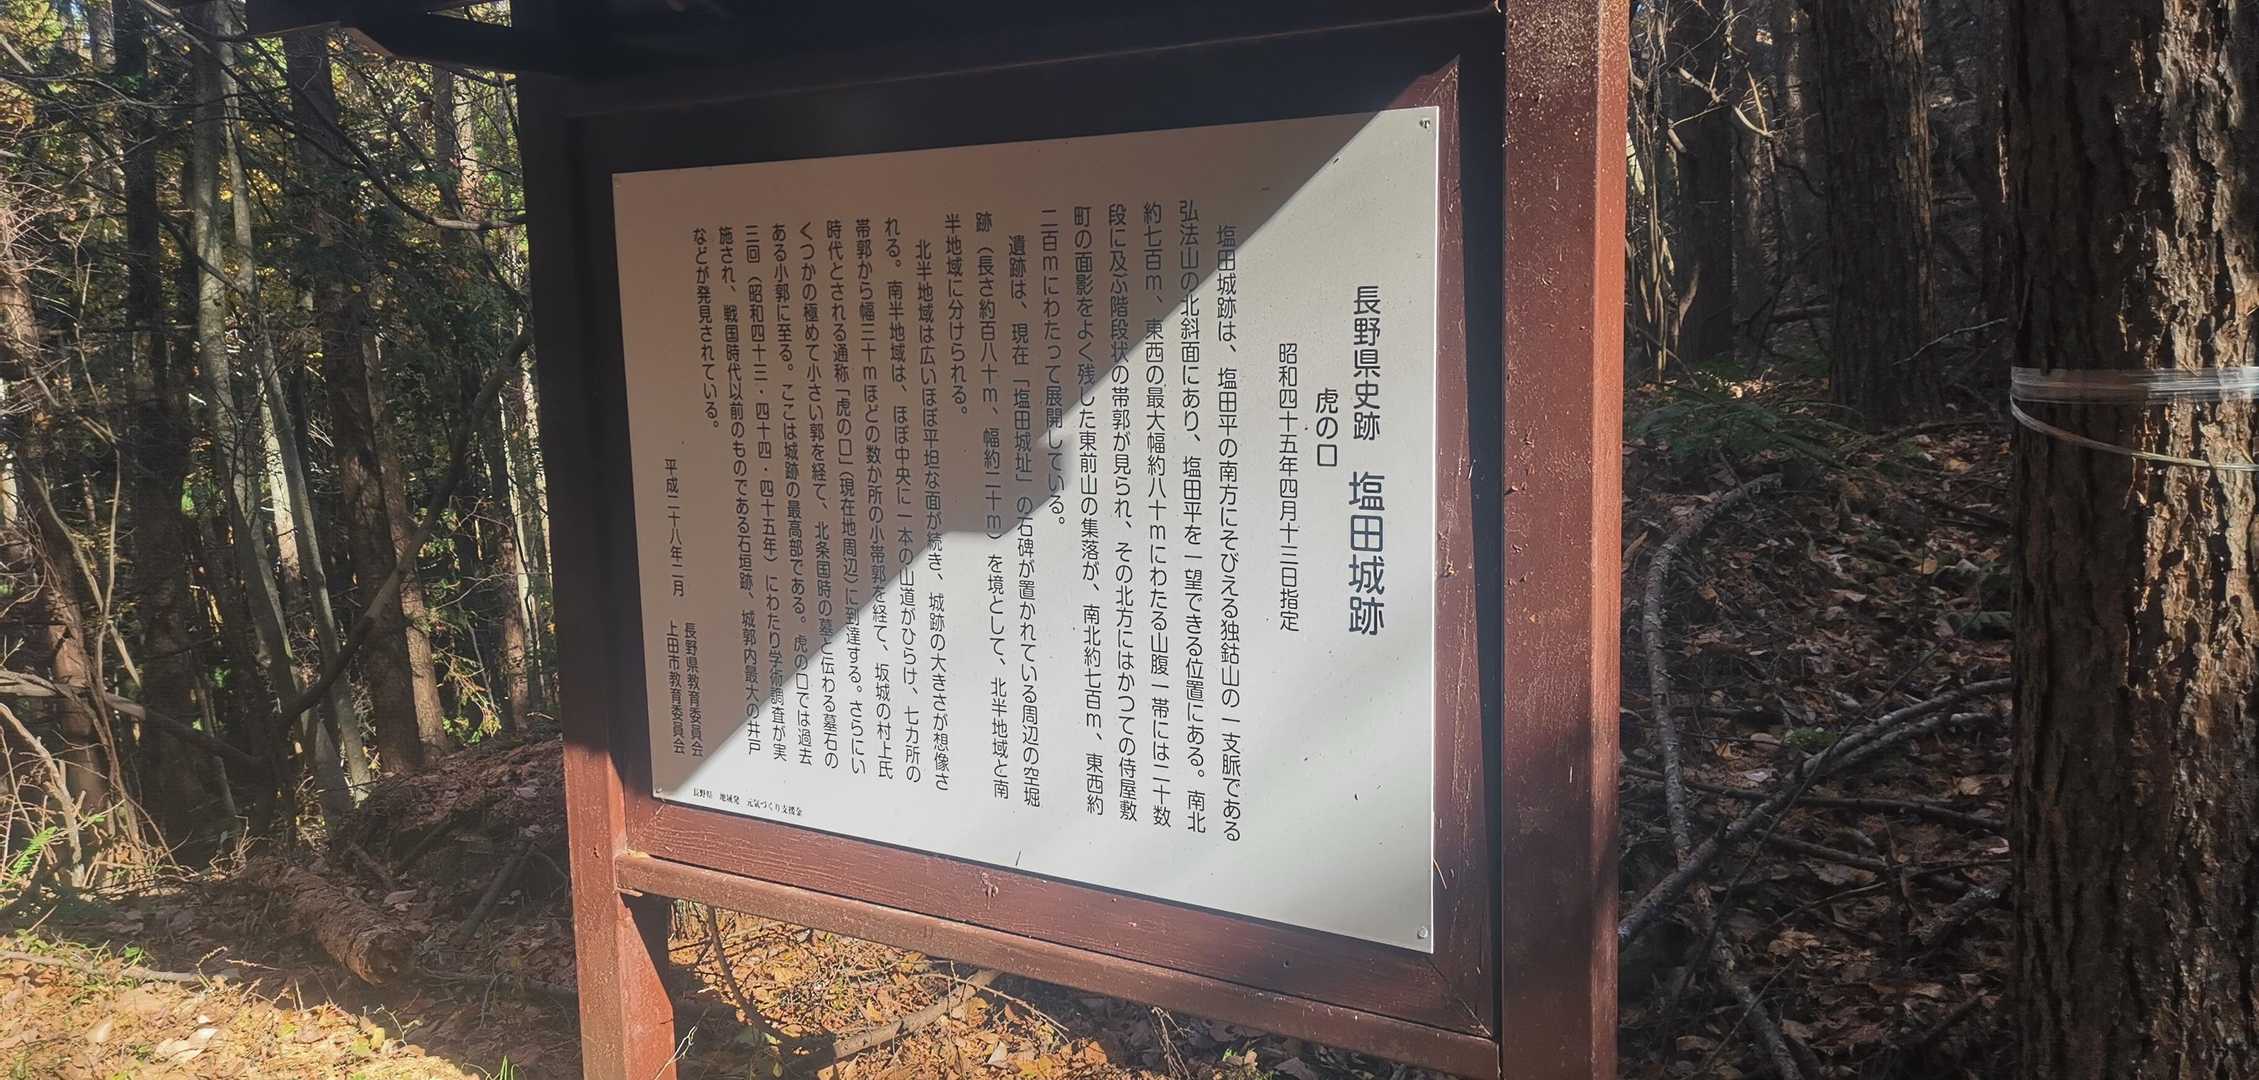 長野県史跡　塩田城跡
虎の口
昭和四十五年四月十三日指定
塩田城跡は、塩田平の南方にそびえる独鈷山の一支脈である
弘法山の北斜面にあり、塩田平を一望できる位置にある。南北
約七百m、東西の最大幅約八十mにわたる山腹一帯には二十数
段に及ぶ階段状の帯郭が見られ、その北方にはかつての侍屋敷
町の面影をよく残した東前山の集落が、南北約七百m、東西約
二百mにわたって展開している。
遺跡は、現在「塩田城址」の石碑が置かれている周辺の空堀
跡（長さ約百八十m、幅約二十m）を境として、北半地域と南
半地域に分けられる。
北半地域は広いほぼ平坦な面が続き、城跡の大きさが想像さ
れる。南半地域は、ほぼ中央に一本の山道がひらけ、七カ所の
帯郭から幅三十mほどの数か所の小帯郭を経て、坂城の村上氏
時代とされる通称「虎の口」（現在地周辺）に到達する。さらにい
くつかの極めて小さい郭を経て、北条国時の墓と伝わる墓石の
ある小郭に至る。ここは城跡の最高部である。虎の口では過去
三回（昭和四十三・四十四・四十五年）にわたり学術調査が実
施され、戦国時代以前のものである石垣跡、城郭内最大の井戸
などが発見されている。
平成二十八年二月
長野県教育委員会
上田市教育委員会
長野県　地域発　元気づくり支援金